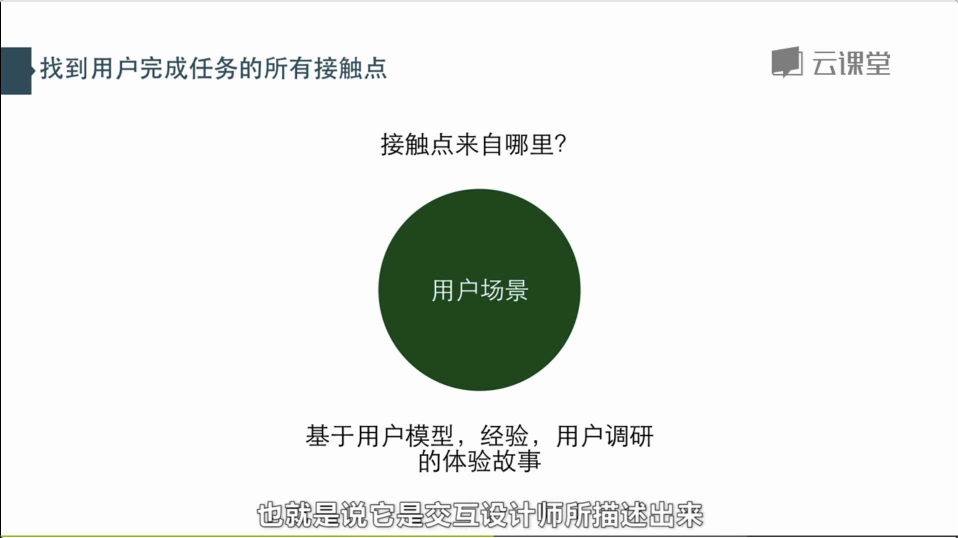 找到用户完成任务的所有接触点
云课堂
接触点来自哪里？
用户场景
基于用户模型，经验，用户调研
的体验故事
也就是说它是交互设计师所描述出来